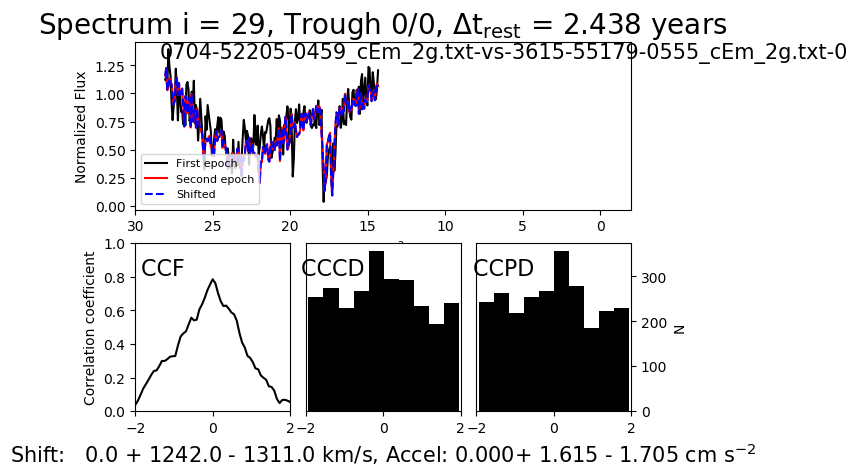 Spectrum i = 29, Trough 0/0, Δt_rest = 2.438 years
0704-52205-0459_cEm_2g.txt-vs-3615-55179-0555_cEm_2g.txt-0
Normalized Flux
1.25
1.00
0.75
0.50
0.25
0.00
First epoch
Second epoch
Shifted
30 25 20 15 10 5 0
Correlation coefficient
1.0
0.8
0.6
0.4
0.2
0.0
CCF
CCCD
CCPD
300
200
100
0
N
−2 0 2
−2 0 2
−2 0 2
Shift: 0.0 + 1242.0 - 1311.0 km/s, Accel: 0.000+ 1.615 - 1.705 cm s⁻²